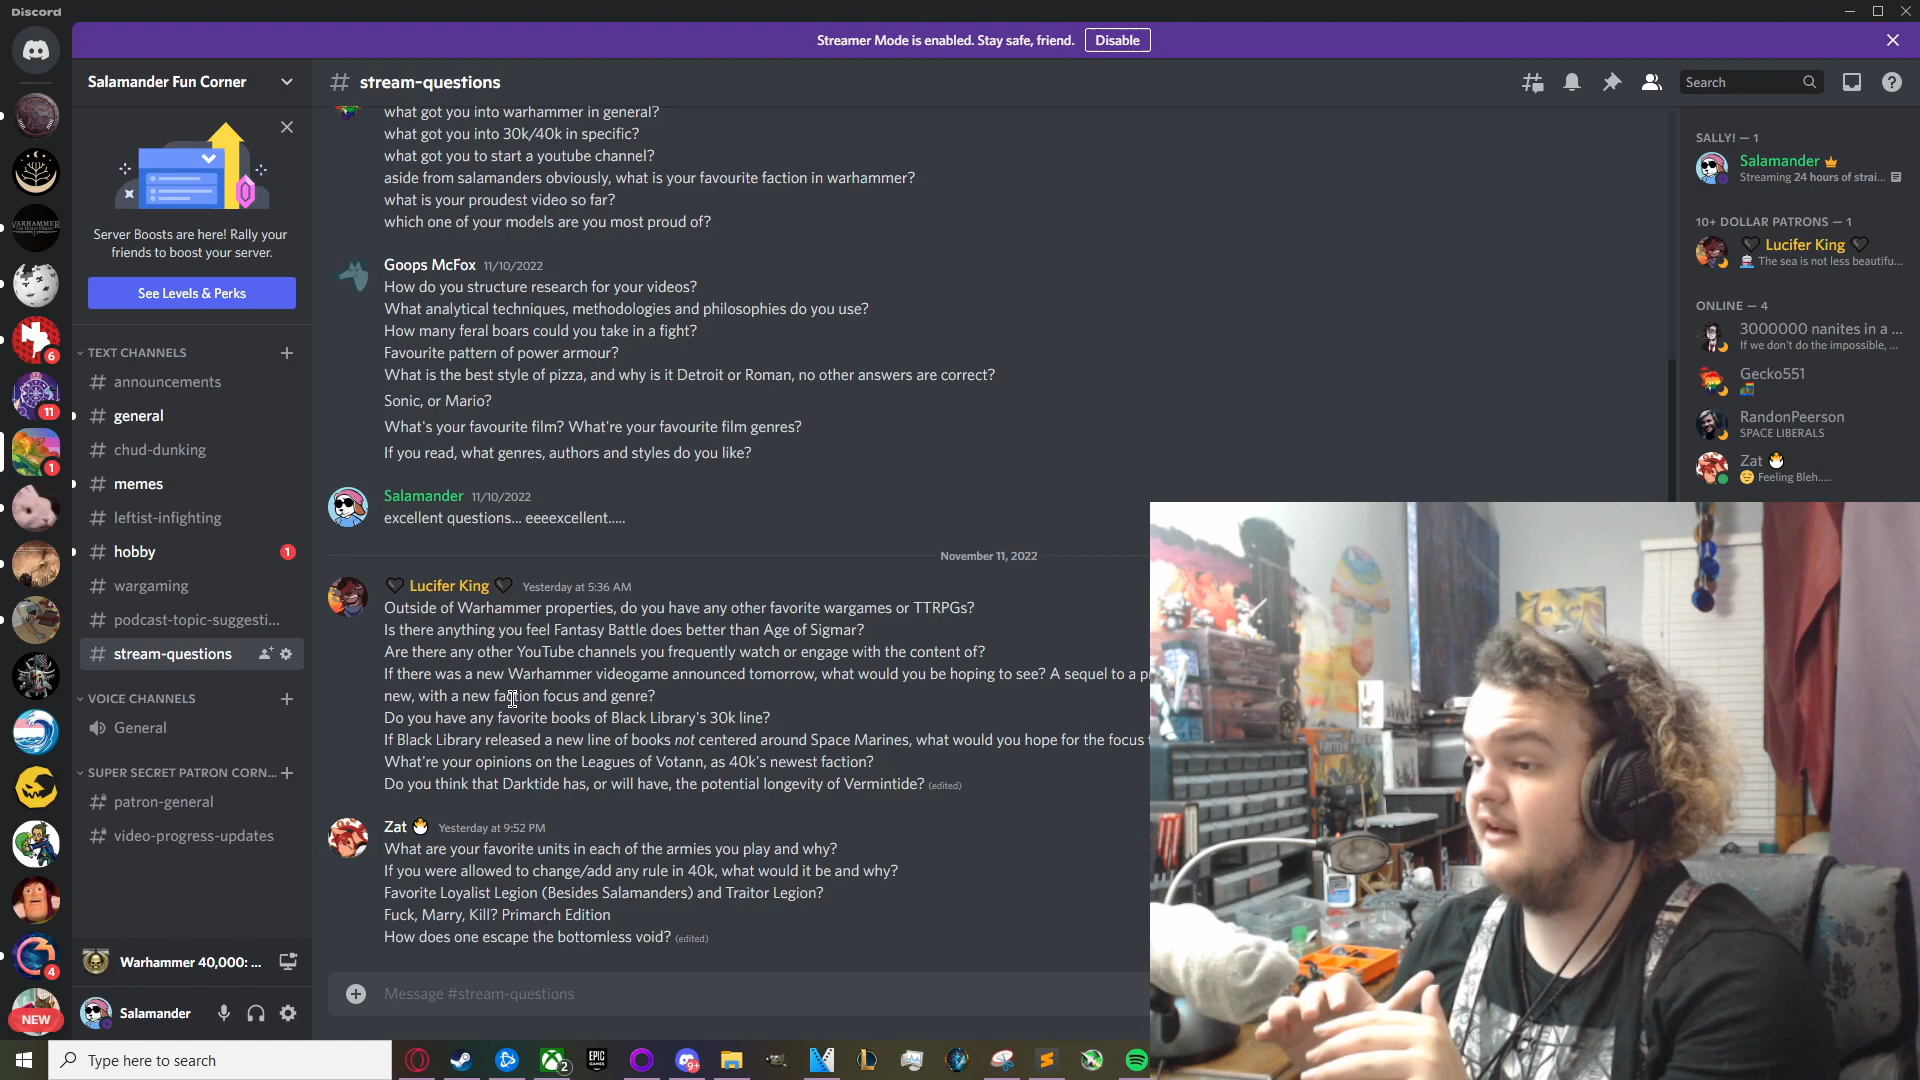 Discord
Streamer Mode is enabled. Stay safe, friend.
Disable
Salamander Fun Corner
stream-questions
Search
Server Boosts are here! Rally your
friends to boost your server.
See Levels & Perks
TEXT CHANNELS
announcements
general
chud-dunking
memes
leftist-infighting
hobby
1
wargaming
podcast-topic-suggesti...
stream-questions
VOICE CHANNELS
General
SUPER SECRET PATRON CORN...
patron-general
video-progress-updates
Warhammer 40,000: ...
Salamander
6
11
1
4
NEW
what got you into warhammer in general?
what got you into 30k/40k in specific?
what got you to start a youtube channel?
aside from salamanders obviously, what is your favourite faction in warhammer?
what is your proudest video so far?
which one of your models are you most proud of?
Goops McFox 11/10/2022
How do you structure research for your videos?
What analytical techniques, methodologies and philosophies do you use?
How many feral boars could you take in a fight?
Favourite pattern of power armour?
What is the best style of pizza, and why is it Detroit or Roman, no other answers are correct?
Sonic, or Mario?
What's your favourite film? What're your favourite film genres?
If you read, what genres, authors and styles do you like?
Salamander 11/10/2022
excellent questions... eeeexcellent.....
November 11, 2022
Lucifer King Yesterday at 5:36 AM
Outside of Warhammer properties, do you have any other favorite wargames or TTRPGs?
Is there anything you feel Fantasy Battle does better than Age of Sigmar?
Are there any other YouTube channels you frequently watch or engage with the content of?
If there was a new Warhammer videogame announced tomorrow, what would you be hoping to see? A sequel to a p
new, with a new faction focus and genre?
Do you have any favorite books of Black Library's 30k line?
If Black Library released a new line of books not centered around Space Marines, what would you hope for the focus
What're your opinions on the Leagues of Votann, as 40k's newest faction?
Do you think that Darktide has, or will have, the potential longevity of Vermintide? (edited)
Zat Yesterday at 9:52 PM
What are your favorite units in each of the armies you play and why?
If you were allowed to change/add any rule in 40k, what would it be and why?
Favorite Loyalist Legion (Besides Salamanders) and Traitor Legion?
Fuck, Marry, Kill? Primarch Edition
How does one escape the bottomless void? (edited)
Message #stream-questions
SALLY! — 1
Salamander
Streaming 24 hours of strai...
10+ DOLLAR PATRONS — 1
Lucifer King
The sea is not less beautifu...
ONLINE — 4
3000000 nanites in a ...
If we don't do the impossible, ...
Gecko551
RandonPeerson
SPACE LIBERALS
Zat
Feeling Bleh.....
Type here to search
2
EPIC
GAMES
9+